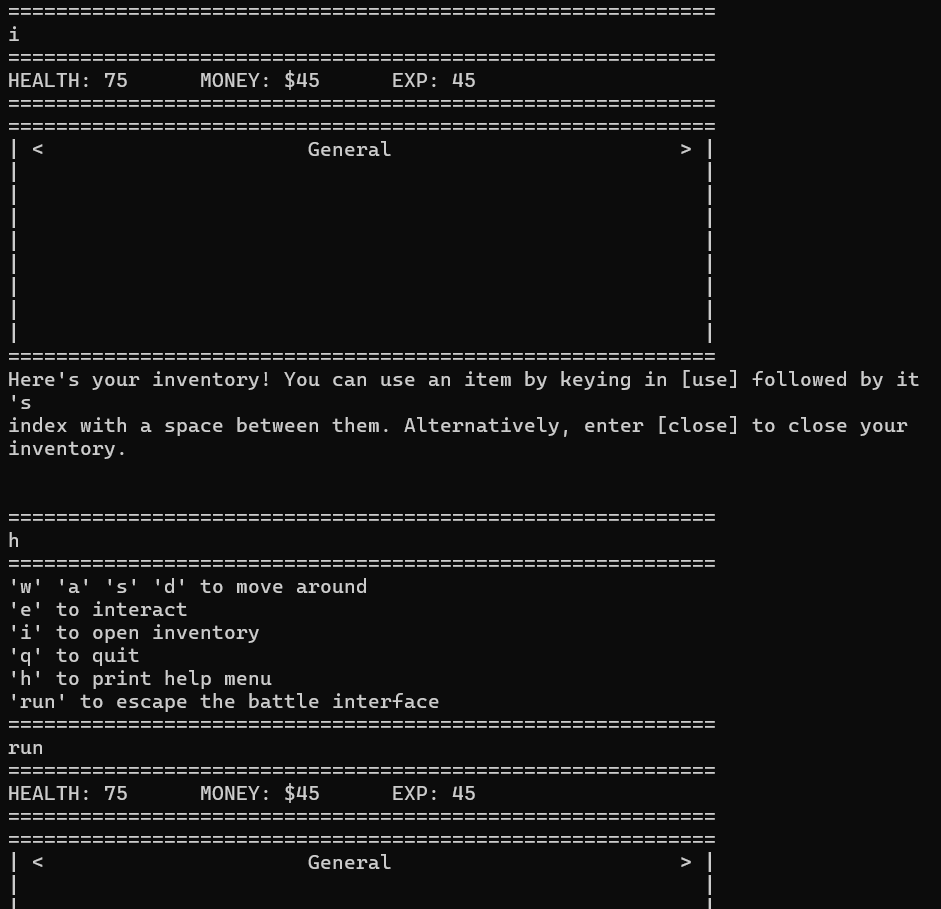 ===========================================================
i
===========================================================
HEALTH: 75      MONEY: $45      EXP: 45
===========================================================
===========================================================
| <                      General                        > |
|                                                         |
|                                                         |
|                                                         |
|                                                         |
|                                                         |
|                                                         |
|                                                         |
|                                                         |
===========================================================
Here's your inventory! You can use an item by keying in [use] followed by it
's
index with a space between them. Alternatively, enter [close] to close your
inventory.
===========================================================
h
===========================================================
'w' 'a' 's' 'd' to move around
'e' to interact
'i' to open inventory
'q' to quit
'h' to print help menu
'run' to escape the battle interface
===========================================================
run
===========================================================
HEALTH: 75      MONEY: $45      EXP: 45
===========================================================
===========================================================
| <                      General                        > |
|                                                         |
|                                                         |